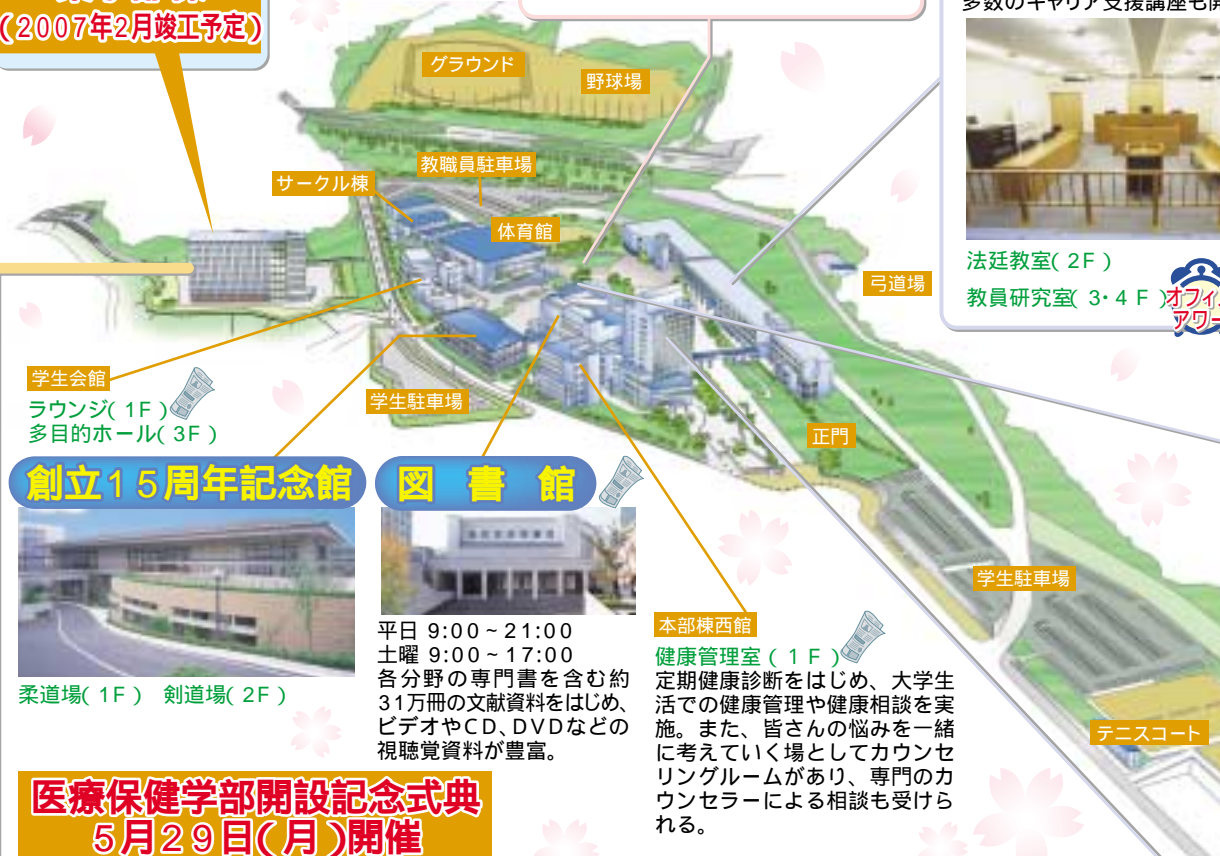 (2007年2月竣工予定)
グラウンド
野球場
教職員駐車場
サークル棟
体育館
弓道場
法廷教室(2F)
教員研究室(3・4F)
学生会館
ラウンジ(1F)
多目的ホール(3F)
学生駐車場
正門
創立15周年記念館
柔道場(1F) 剣道場(2F)
図書館
平日 9:00~21:00
土曜 9:00~17:00
各分野の専門書を含む約
31万冊の文献資料をはじめ、
ビデオやCD、DVDなどの
視聴覚資料が豊富。
本部棟西館
健康管理室(1F)
定期健康診断をはじめ、大学生
活での健康管理や健康相談を実
施。また、皆さんの悩みを一緒
に考えていく場としてカウンセ
リングルームがあり、専門のカ
ウンセラーによる相談も受けら
れる。
学生駐車場
テニスコート
医療保健学部開設記念式典
5月29日(月)開催